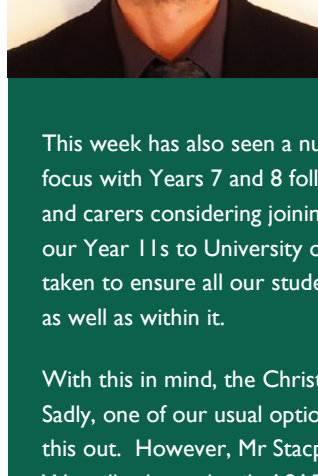 This week has also seen a nu
focus with Years 7 and 8 foll
and carers considering joinin
our Year 11s to University o
taken to ensure all our stude
as well as within it.
With this in mind, the Christ
Sadly, one of our usual optio
this out. However, Mr Stacp